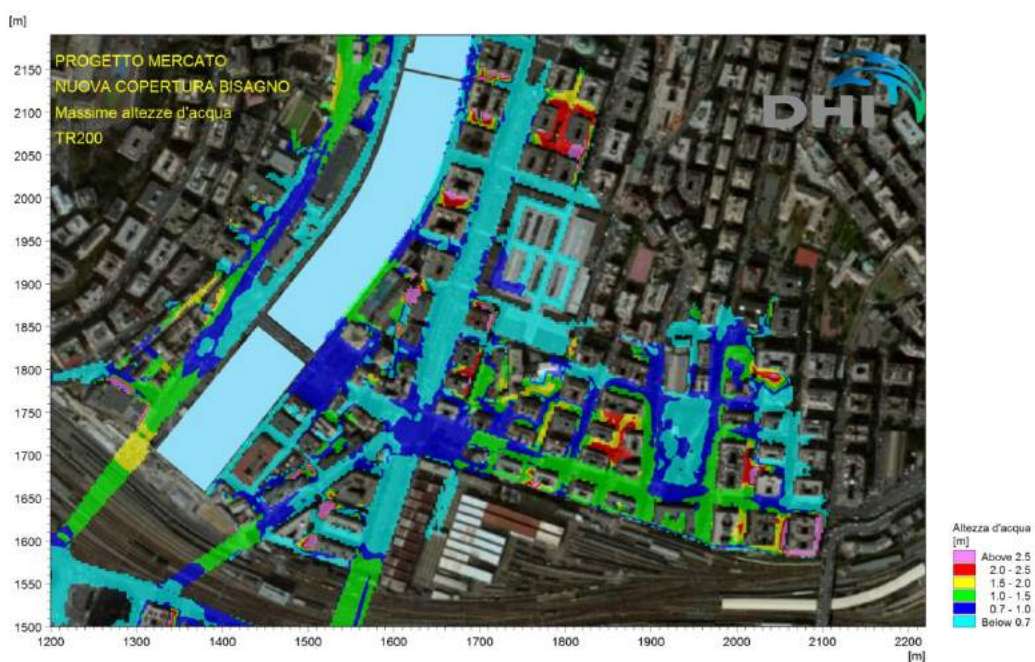 [m]
PROGETTO MERCATO
NUOVA COPERTURA BISAGNO
Massime altezze d'acqua
TR200
DHI
2150
2100
2050
2000
1950
1900
1850
1800
1750
1700
1650
1600
1550
1500
1200 1300 1400 1500 1600 1700 1800 1900 2000 2100 2200
[m]
Altezza d'acqua
[m]
Above 2.5
2.0 - 2.5
1.5 - 2.0
1.0 - 1.5
0.7 - 1.0
Below 0.7